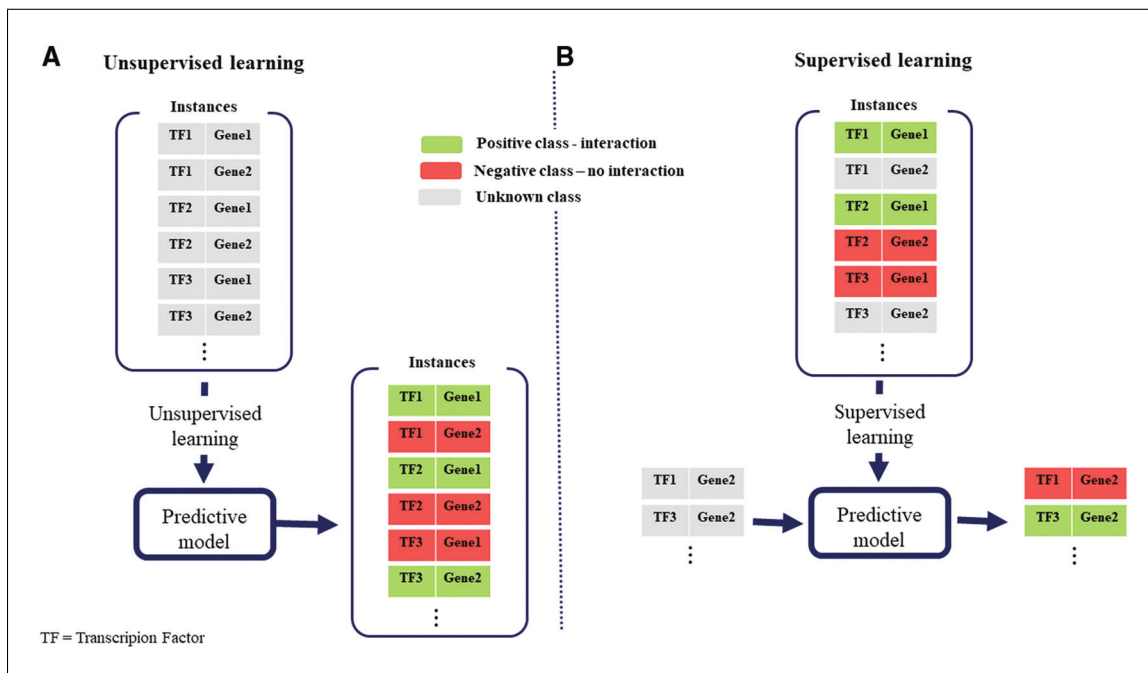 A
Unsupervised learning
Instances
TF1 Gene1
TF1 Gene2
TF2 Gene1
TF2 Gene2
TF3 Gene1
TF3 Gene2
Unsupervised
learning
Predictive
model
Instances
TF1 Gene1
TF1 Gene2
TF2 Gene1
TF2 Gene2
TF3 Gene1
TF3 Gene2
TF = Transcripion Factor
Positive class - interaction
Negative class – no interaction
Unknown class
B
Supervised learning
Instances
TF1 Gene1
TF1 Gene2
TF2 Gene1
TF2 Gene2
TF3 Gene1
TF3 Gene2
Supervised
learning
TF1 Gene2
TF3 Gene2
Predictive
model
TF1 Gene2
TF3 Gene2